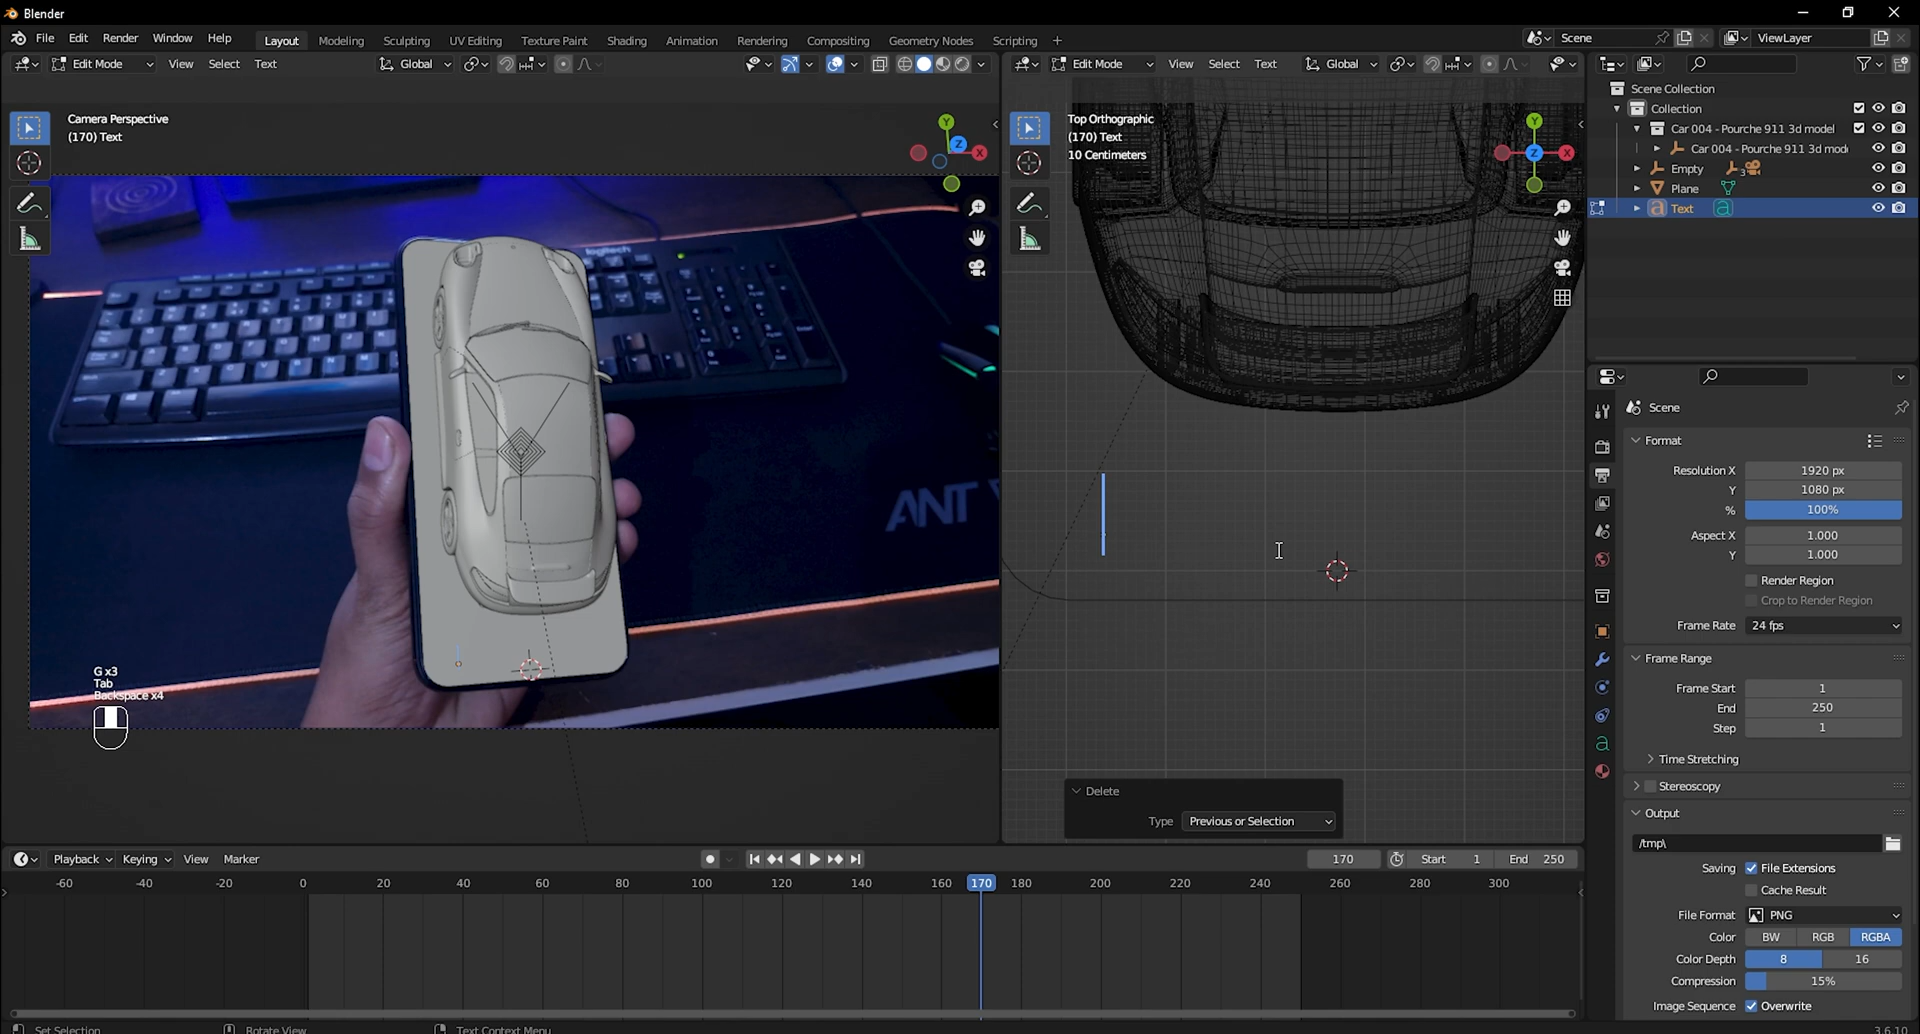 Blender
File Edit Render Window Help Layout Modeling Sculpting UV Editing Texture Paint Shading Animation Rendering Compositing Geometry Nodes Scripting + Scene ViewLayer
Edit Mode View Select Text Global Edit Mode View Select Text Global
Camera Perspective
(170) Text
Top Orthographic
(170) Text
10 Centimeters
Y
Z
X
Y
Z
X
logitech
ANT
G x3
Tab
Backspace x4
Delete
Type Previous or Selection
Scene Collection
Collection
Car 004 - Pourche 911 3d model
Car 004 - Pourche 911 3d mod
Empty 3
Plane
Text
Scene
Format
Resolution X 1920 px
Y 1080 px
% 100%
Aspect X 1.000
Y 1.000
Render Region
Crop to Render Region
Frame Rate 24 fps
Frame Range
Frame Start 1
End 250
Step 1
Time Stretching
Stereoscopy
Output
/tmp\
Saving File Extensions
Cache Result
File Format PNG
Color BW RGB RGBA
Color Depth 8 16
Compression 15%
Image Sequence Overwrite
Playback Keying View Marker 170 Start 1 End 250
-60 -40 -20 0 20 40 60 80 100 120 140 160 170 180 200 220 240 260 280 300
Set Selection Rotate View Text Context Menu 3.6.10